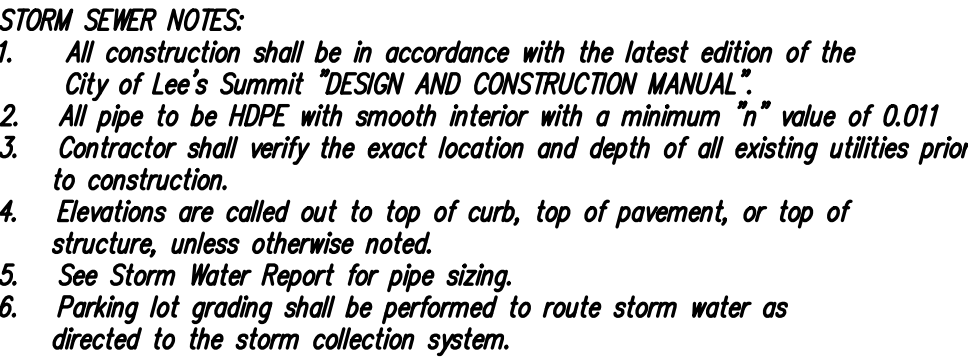 STORM SEWER NOTES:
1. All construction shall be in accordance with the latest edition of the
City of Lee's Summit "DESIGN AND CONSTRUCTION MANUAL".
2. All pipe to be HDPE with smooth interior with a minimum "n" value of 0.011
3. Contractor shall verify the exact location and depth of all existing utilities prior
to construction.
4. Elevations are called out to top of curb, top of pavement, or top of
structure, unless otherwise noted.
5. See Storm Water Report for pipe sizing.
6. Parking lot grading shall be performed to route storm water as
directed to the storm collection system.